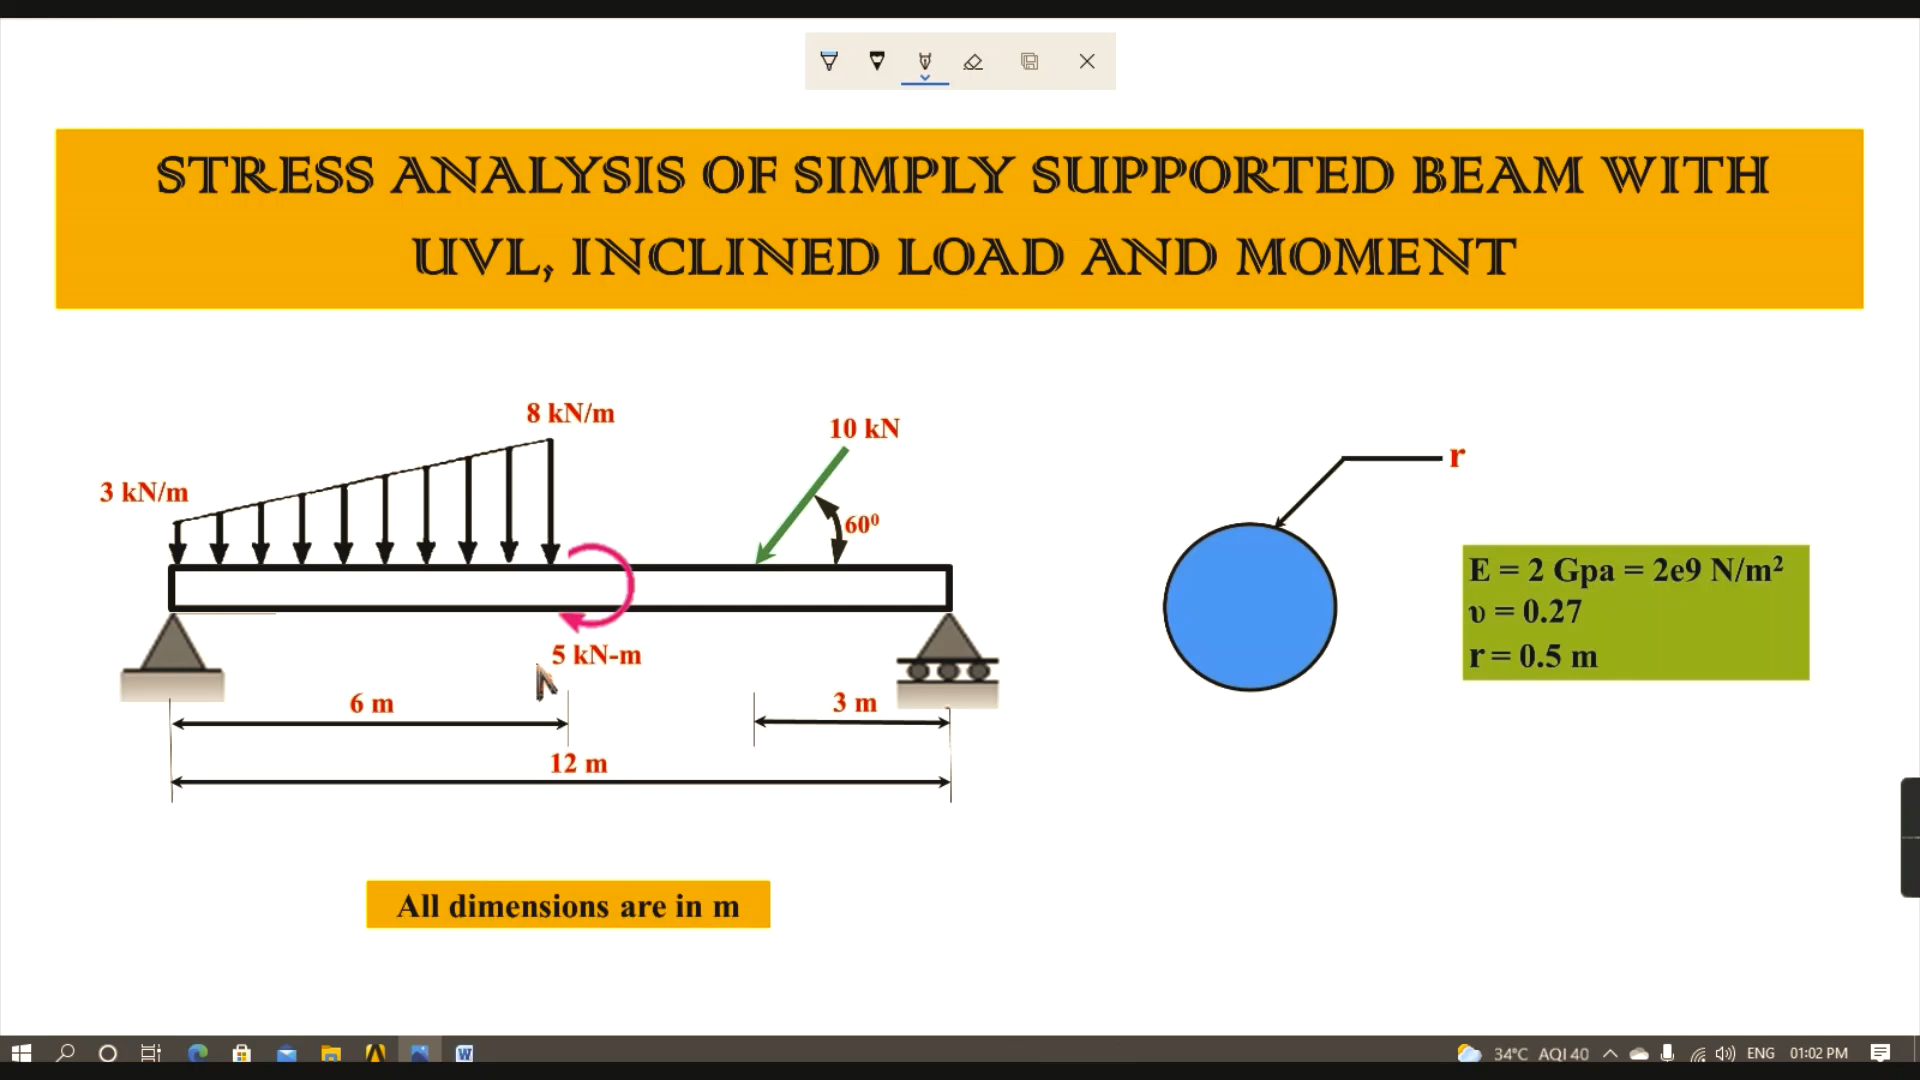 STRESS ANALYSIS OF SIMPLY SUPPORTED BEAM WITH
UVL, INCLINED LOAD AND MOMENT
8 kN/m
10 kN
3 kN/m
60⁰
5 kN-m
6 m
3 m
12 m
r
E = 2 Gpa = 2e9 N/m²
υ = 0.27
r = 0.5 m
All dimensions are in m
34°C AQI 40 ENG 01:02 PM